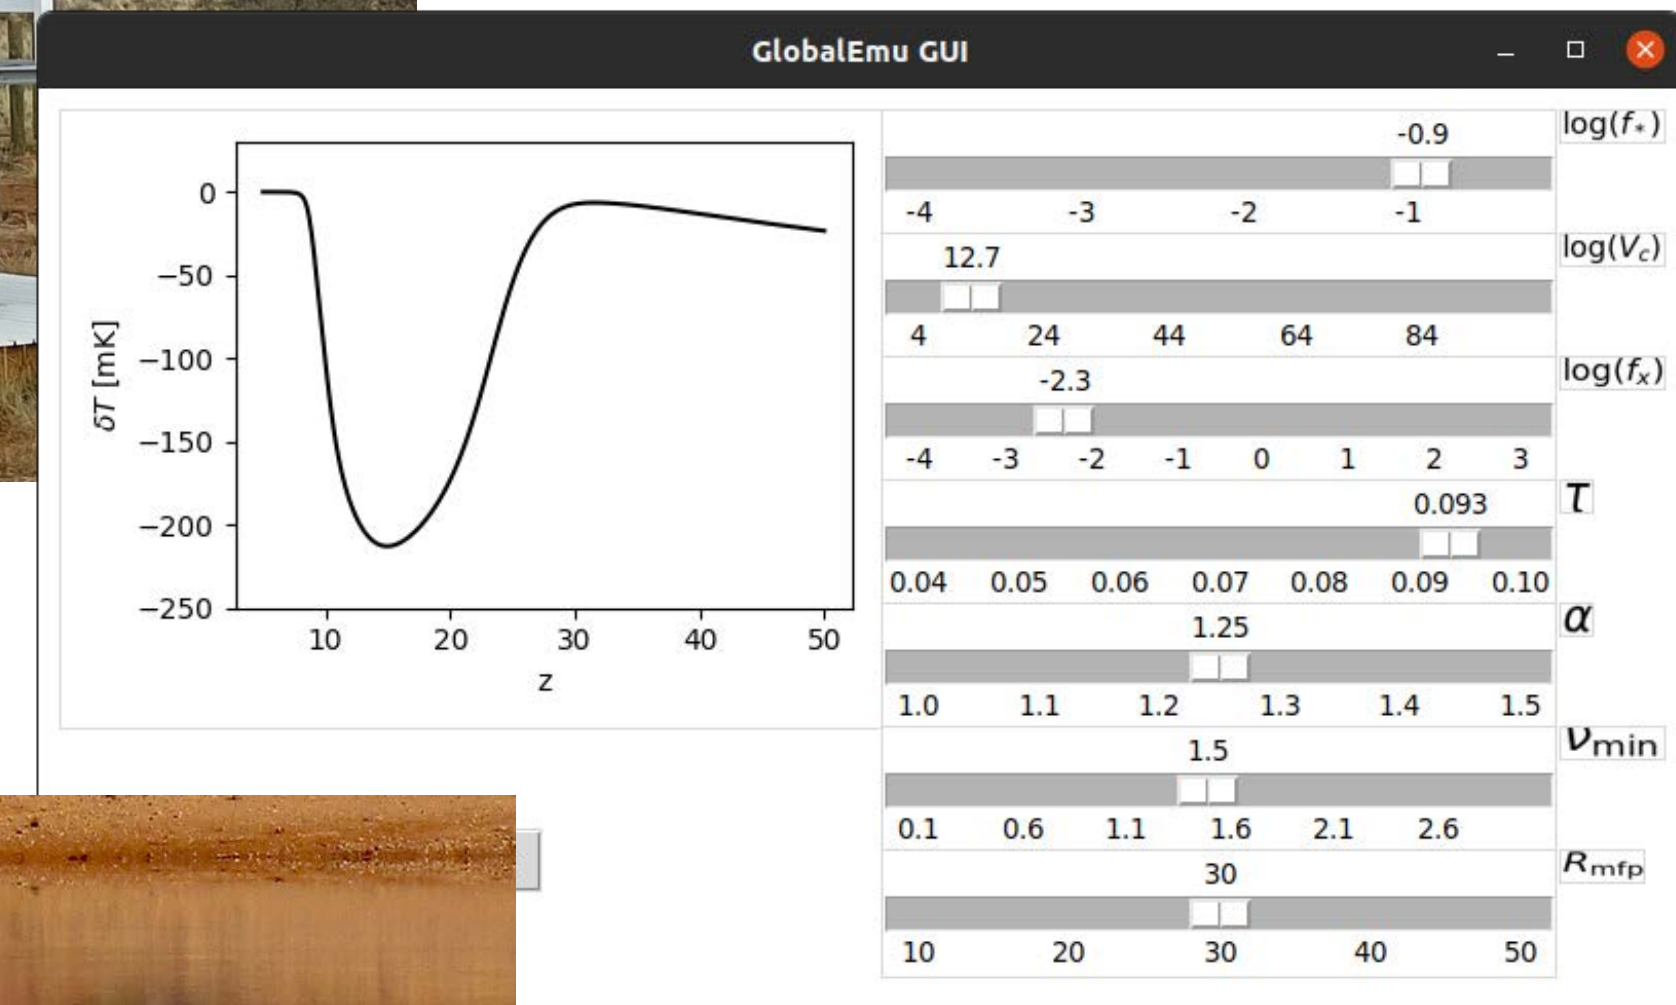 GlobalEmu GUI
0
−50
−100
−150
−200
−250
δT [mK]
10 20 30 40 50
z
-0.9
log(f*)
-4 -3 -2 -1
12.7
log(Vc)
4 24 44 64 84
-2.3
log(fx)
-4 -3 -2 -1 0 1 2 3
0.093
τ
0.04 0.05 0.06 0.07 0.08 0.09 0.10
1.25
α
1.0 1.1 1.2 1.3 1.4 1.5
1.5
νmin
0.1 0.6 1.1 1.6 2.1 2.6
30
Rmfp
10 20 30 40 50